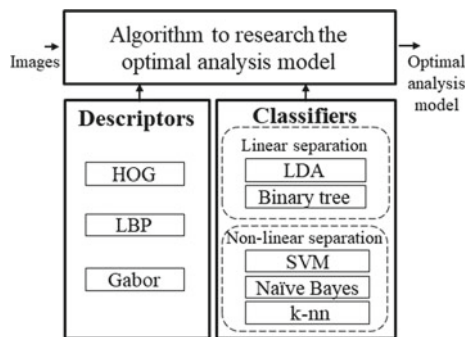 Algorithm to research the
optimal analysis model
Images
Optimal
analysis
model
Descriptors
HOG
LBP
Gabor
Classifiers
Linear separation
LDA
Binary tree
Non-linear separation
SVM
Naïve Bayes
k-nn